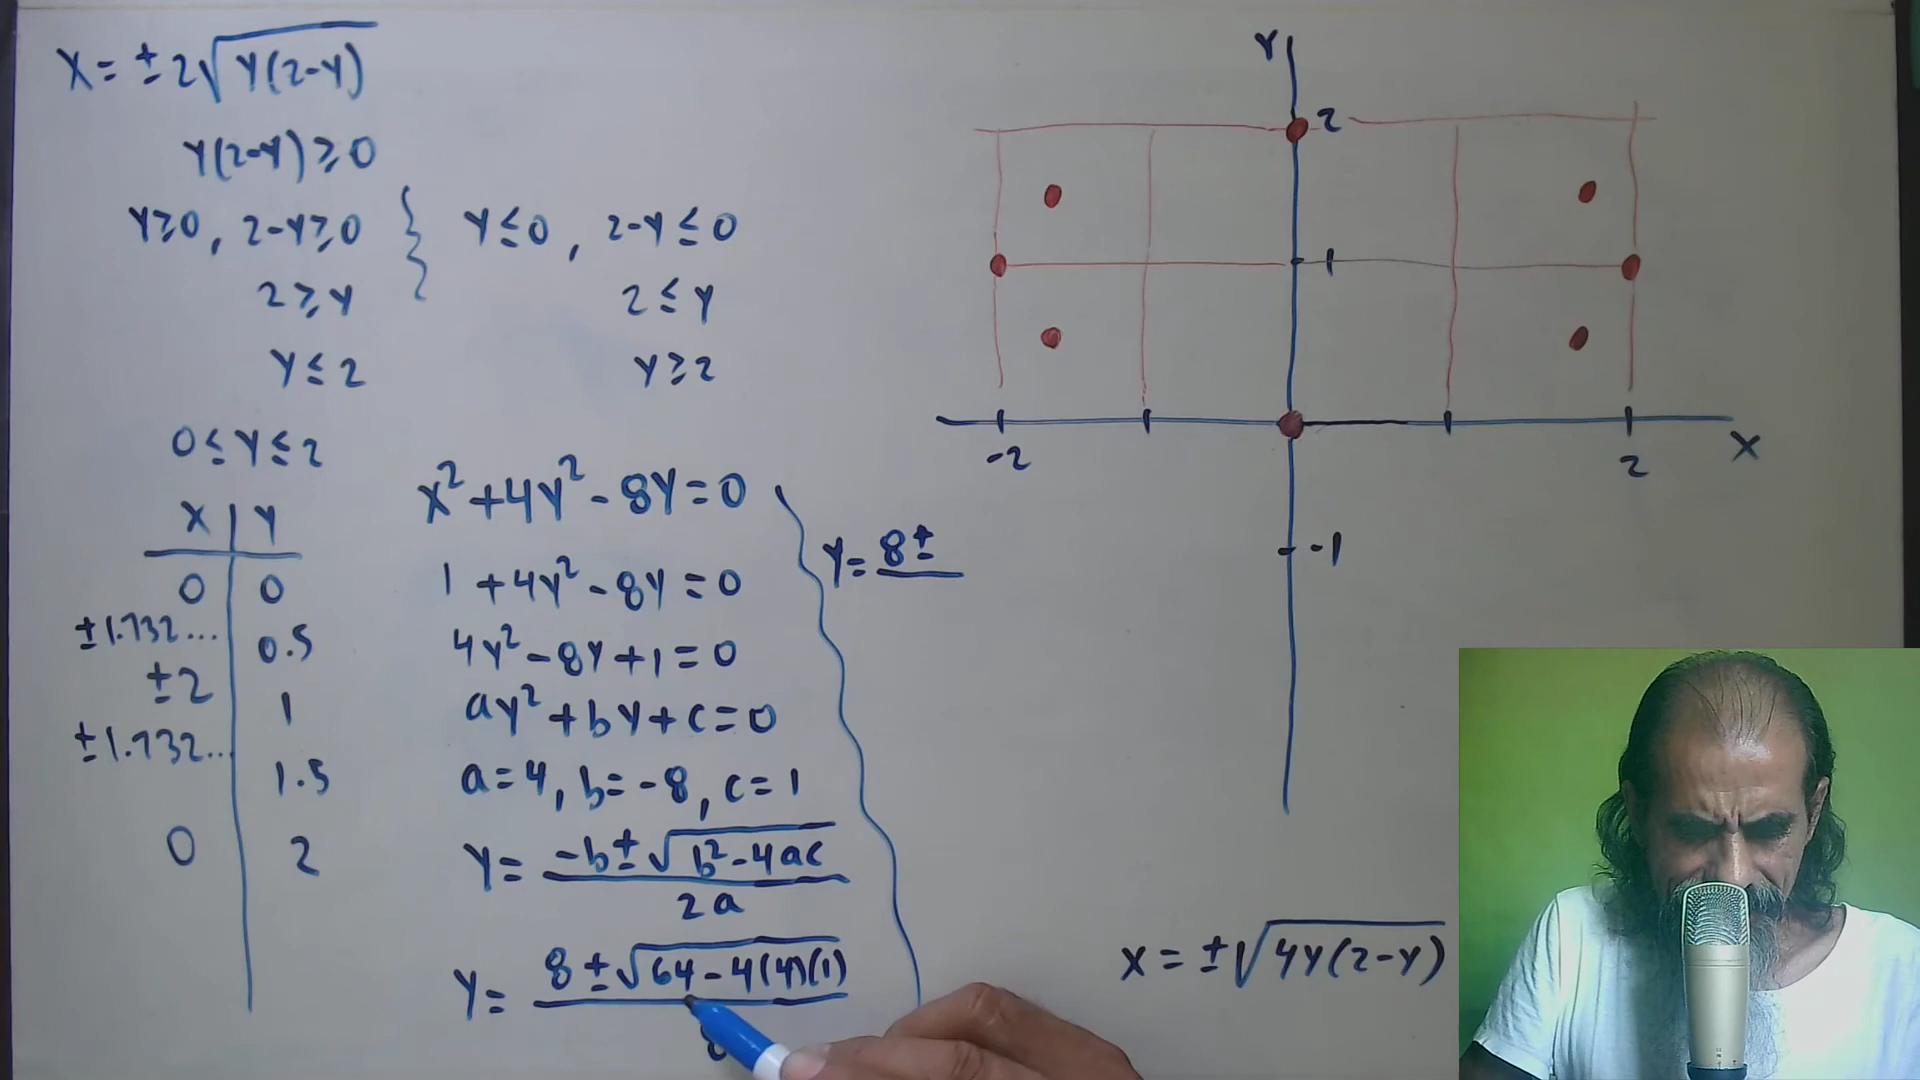 X = ± 2√Y(2-Y)
Y(2-Y) ≥ 0
Y ≥ 0, 2-Y ≥ 0 } Y ≤ 0, 2-Y ≤ 0
2 ≥ Y 2 ≤ Y
Y ≤ 2 Y ≥ 2
0 ≤ Y ≤ 2
X | Y
0 | 0
±1.732... | 0.5
±2 | 1
±1.732... | 1.5
0 | 2
X² + 4Y² - 8Y = 0
1 + 4Y² - 8Y = 0
4Y² - 8Y + 1 = 0
aY² + bY + c = 0
a = 4, b = -8, c = 1
Y = (-b ± √b² - 4ac) / 2a
Y = 8 ± √64 - 4(4)(1)
Y = 8 ±
Y
2
1
-2
2
X
-1
X = ± √4Y(2-Y)